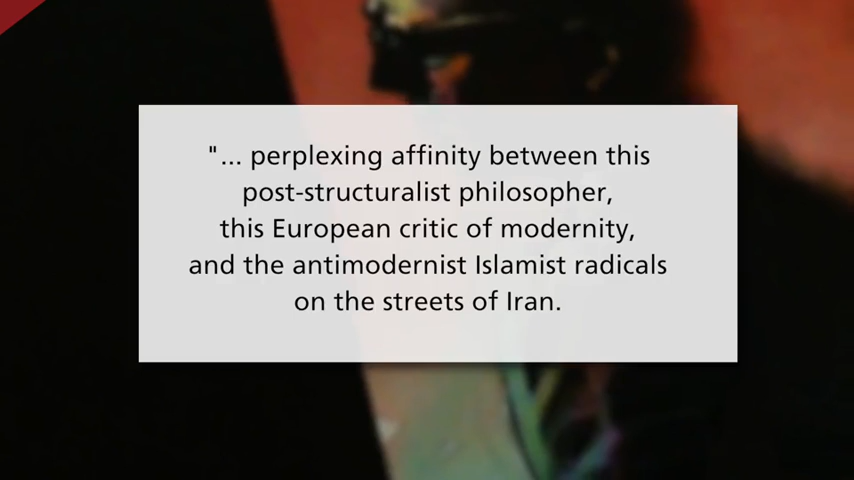 "... perplexing affinity between this
post-structuralist philosopher,
this European critic of modernity,
and the antimodernist Islamist radicals
on the streets of Iran.